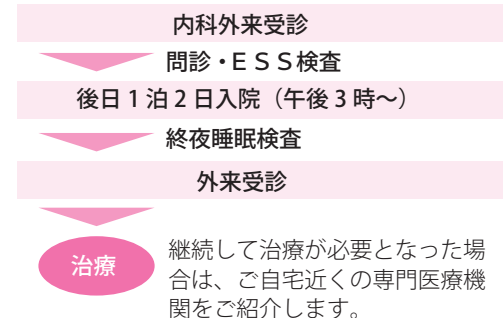 内科外来受診
問診・ＥＳＳ検査
後日１泊２日入院（午後３時～）
終夜睡眠検査
外来受診
治療
継続して治療が必要となった場
合は、ご自宅近くの専門医療機
関をご紹介します。